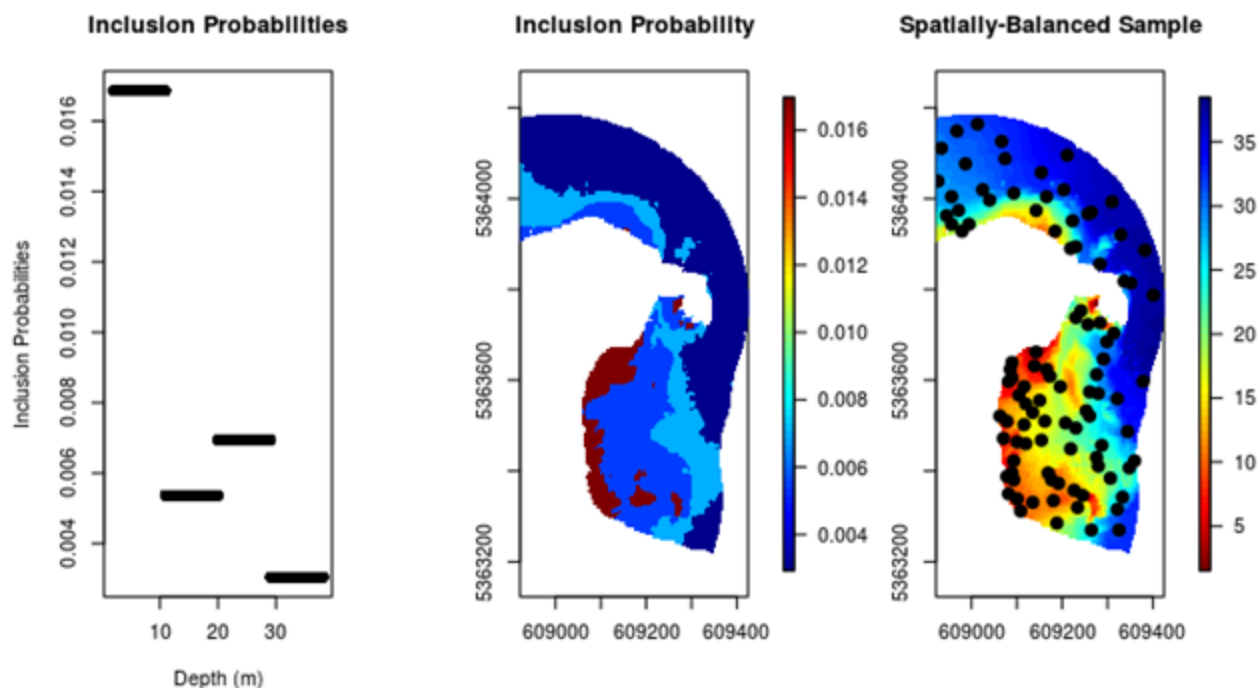 Inclusion Probabilities
Inclusion Probabilities
0.004 0.006 0.008 0.010 0.012 0.014 0.016
10 20 30
Depth (m)
Inclusion Probability
5363200 5363600 5364000
609000 609200 609400
0.016
0.014
0.012
0.010
0.008
0.006
0.004
Spatially-Balanced Sample
5363200 5363600 5364000
609000 609200 609400
35
30
25
20
15
10
5